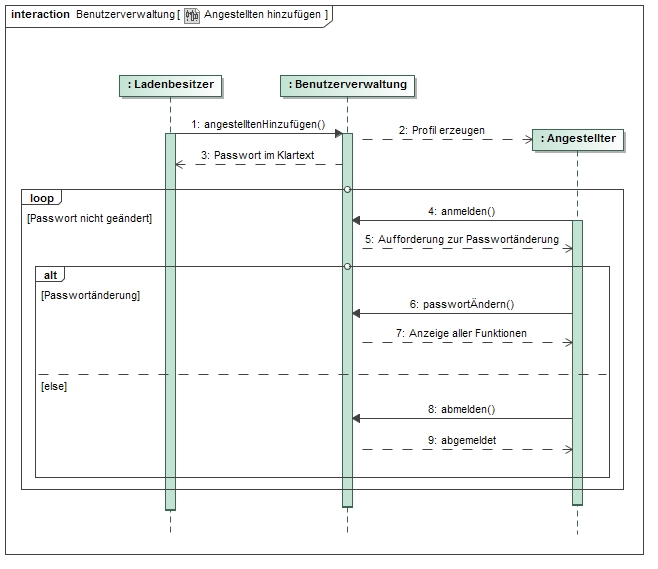 interaction Benutzerverwaltung [ Angestellten hinzufügen ]
: Ladenbesitzer
: Benutzerverwaltung
1: angestelltenHinzufügen()
2: Profil erzeugen
: Angestellter
3: Passwort im Klartext
loop
[Passwort nicht geändert]
4: anmelden()
5: Aufforderung zur Passwortänderung
alt
[Passwortänderung]
6: passwortÄndern()
7: Anzeige aller Funktionen
[else]
8: abmelden()
9: abgemeldet